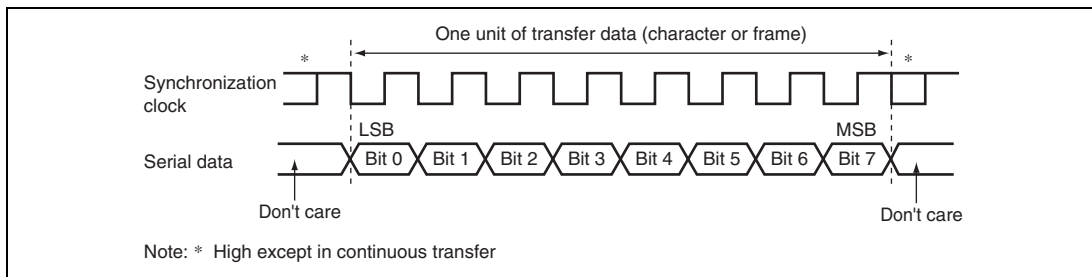 One unit of transfer data (character or frame)
* *
Synchronization
clock
LSB MSB
Serial data
Bit 0 Bit 1 Bit 2 Bit 3 Bit 4 Bit 5 Bit 6 Bit 7
Don't care Don't care
Note: * High except in continuous transfer